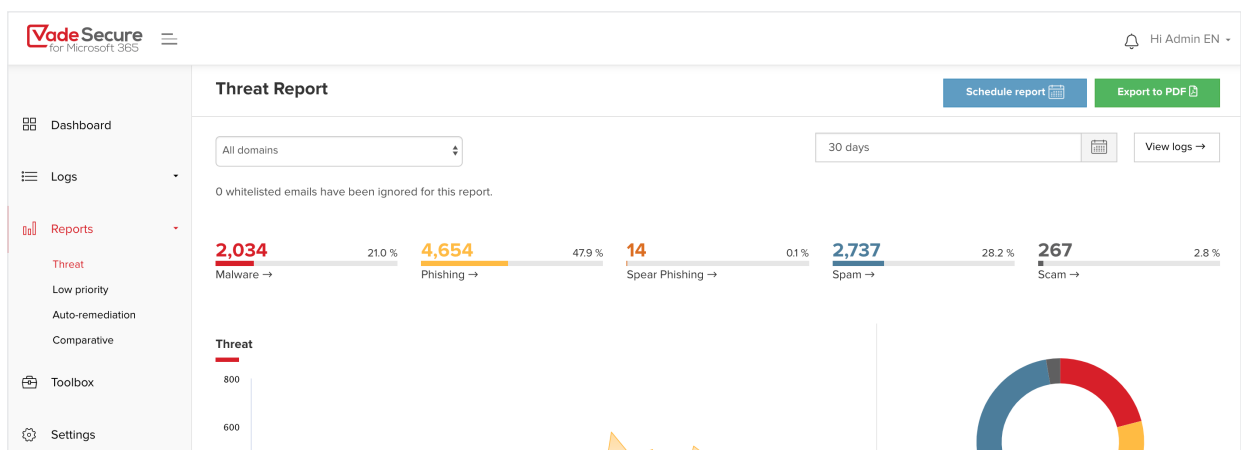 Vade Secure
for Microsoft 365
Hi Admin EN
Threat Report
Schedule report
Export to PDF
Dashboard
Logs
Reports
Threat
Low priority
Auto-remediation
Comparative
Toolbox
Settings
All domains
30 days
View logs →
0 whitelisted emails have been ignored for this report.
2,034 21.0 %
Malware →
4,654 47.9 %
Phishing →
14 0.1 %
Spear Phishing →
2,737 28.2 %
Spam →
267 2.8 %
Scam →
Threat
800
600